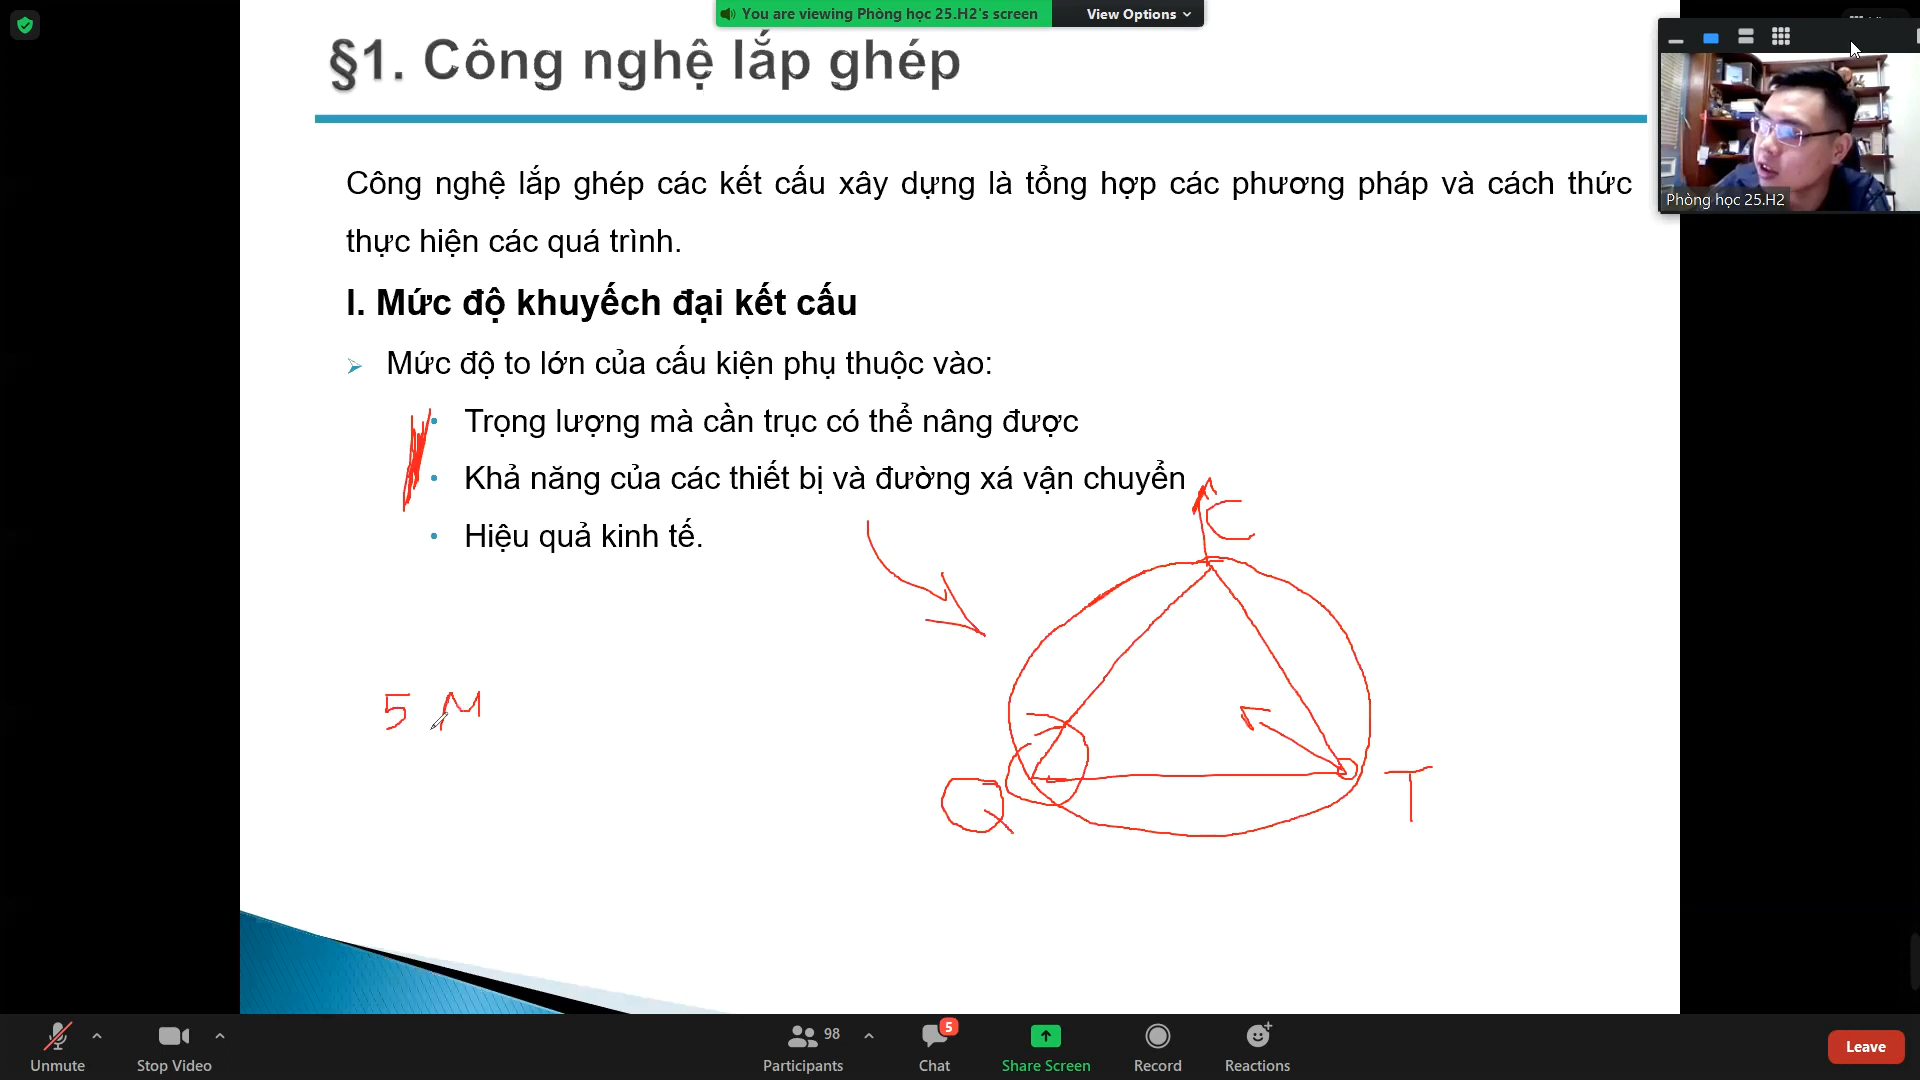 You are viewing Phòng học 25.H2's screen
View Options
§1. Công nghệ lắp ghép
Phòng học 25.H2
Công nghệ lắp ghép các kết cấu xây dựng là tổng hợp các phương pháp và cách thức
thực hiện các quá trình.
I. Mức độ khuyếch đại kết cấu
➢ Mức độ to lớn của cấu kiện phụ thuộc vào:
• Trọng lượng mà cần trục có thể nâng được
• Khả năng của các thiết bị và đường xá vận chuyển
• Hiệu quả kinh tế.
C
5 M
Q
T
Unmute
Stop Video
98
Participants
5
Chat
Share Screen
Record
Reactions
Leave